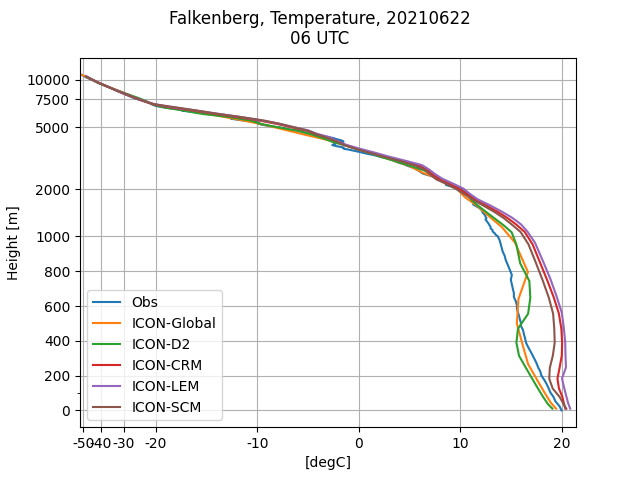 Falkenberg, Temperature, 20210622
06 UTC
10000
7500
5000
2000
1000
800
600
400
200
0
Height [m]
Obs
ICON-Global
ICON-D2
ICON-CRM
ICON-LEM
ICON-SCM
-50 -40 -30 -20 -10 0 10 20
[degC]